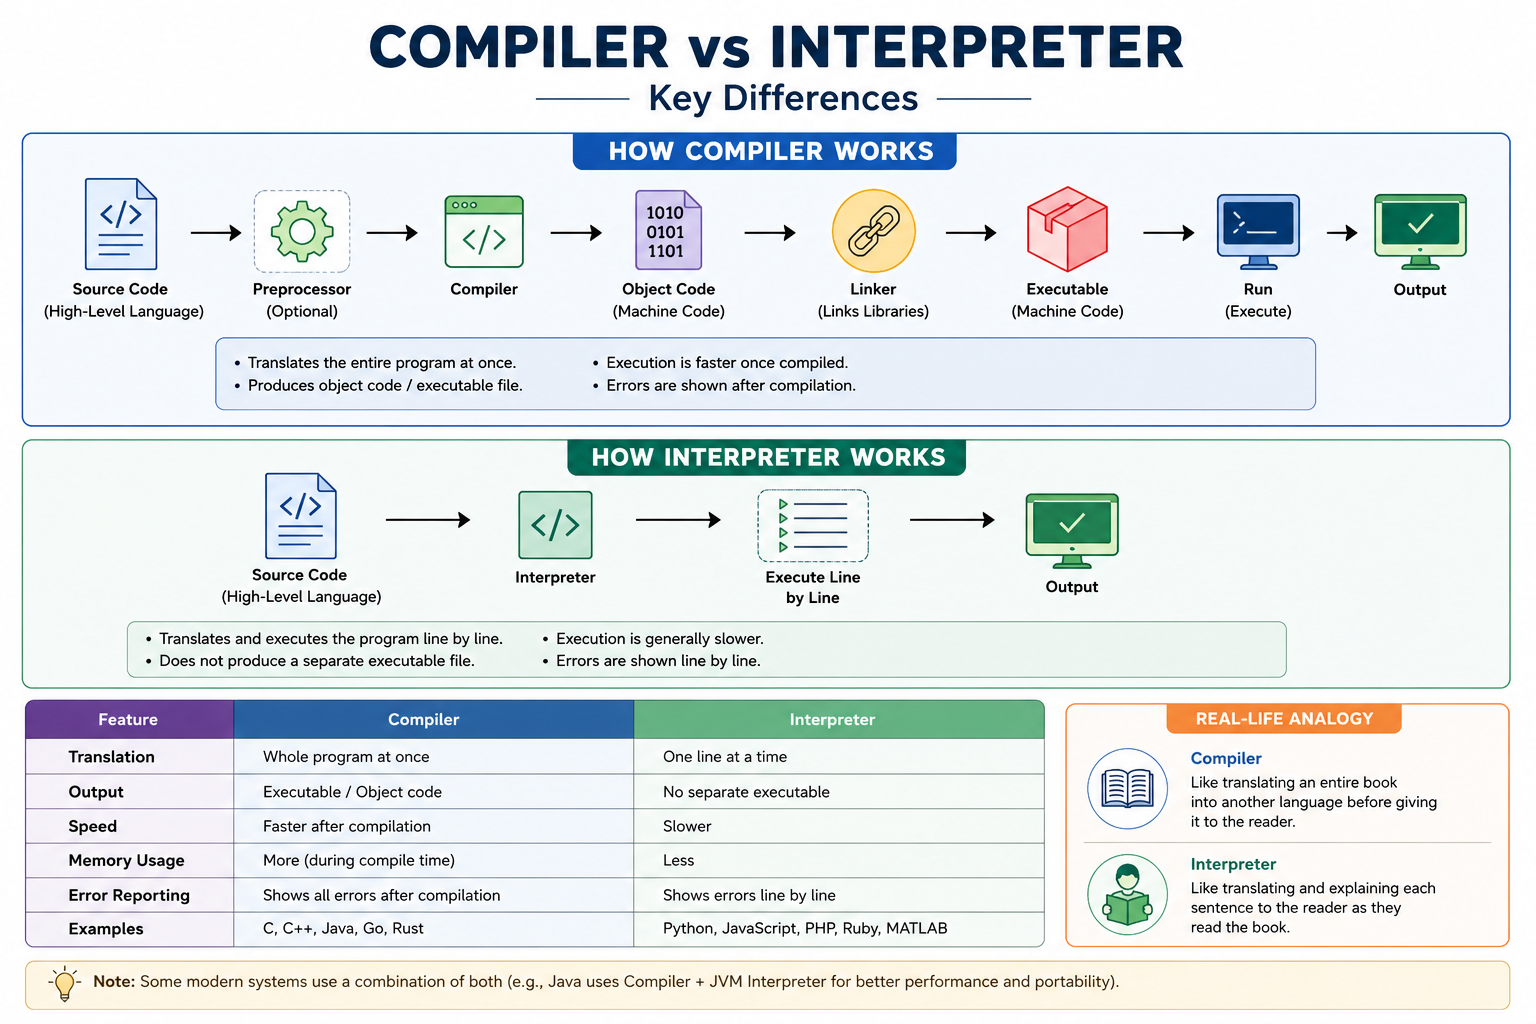 COMPILER vs INTERPRETER
Key Differences
HOW COMPILER WORKS
1010
0101
1101
Source Code
(High-Level Language)
Preprocessor
(Optional)
Compiler
Object Code
(Machine Code)
Linker
(Links Libraries)
Executable
(Machine Code)
Run
(Execute)
Output
• Translates the entire program at once.
• Produces object code / executable file.
• Execution is faster once compiled.
• Errors are shown after compilation.
HOW INTERPRETER WORKS
Source Code
(High-Level Language)
Interpreter
Execute Line
by Line
Output
• Translates and executes the program line by line.
• Does not produce a separate executable file.
• Execution is generally slower.
• Errors are shown line by line.
Feature Compiler Interpreter
Translation Whole program at once One line at a time
Output Executable / Object code No separate executable
Speed Faster after compilation Slower
Memory Usage More (during compile time) Less
Error Reporting Shows all errors after compilation Shows errors line by line
Examples C, C++, Java, Go, Rust Python, JavaScript, PHP, Ruby, MATLAB
REAL-LIFE ANALOGY
Compiler
Like translating an entire book
into another language before giving
it to the reader.
Interpreter
Like translating and explaining each
sentence to the reader as they
read the book.
Note: Some modern systems use a combination of both (e.g., Java uses Compiler + JVM Interpreter for better performance and portability).